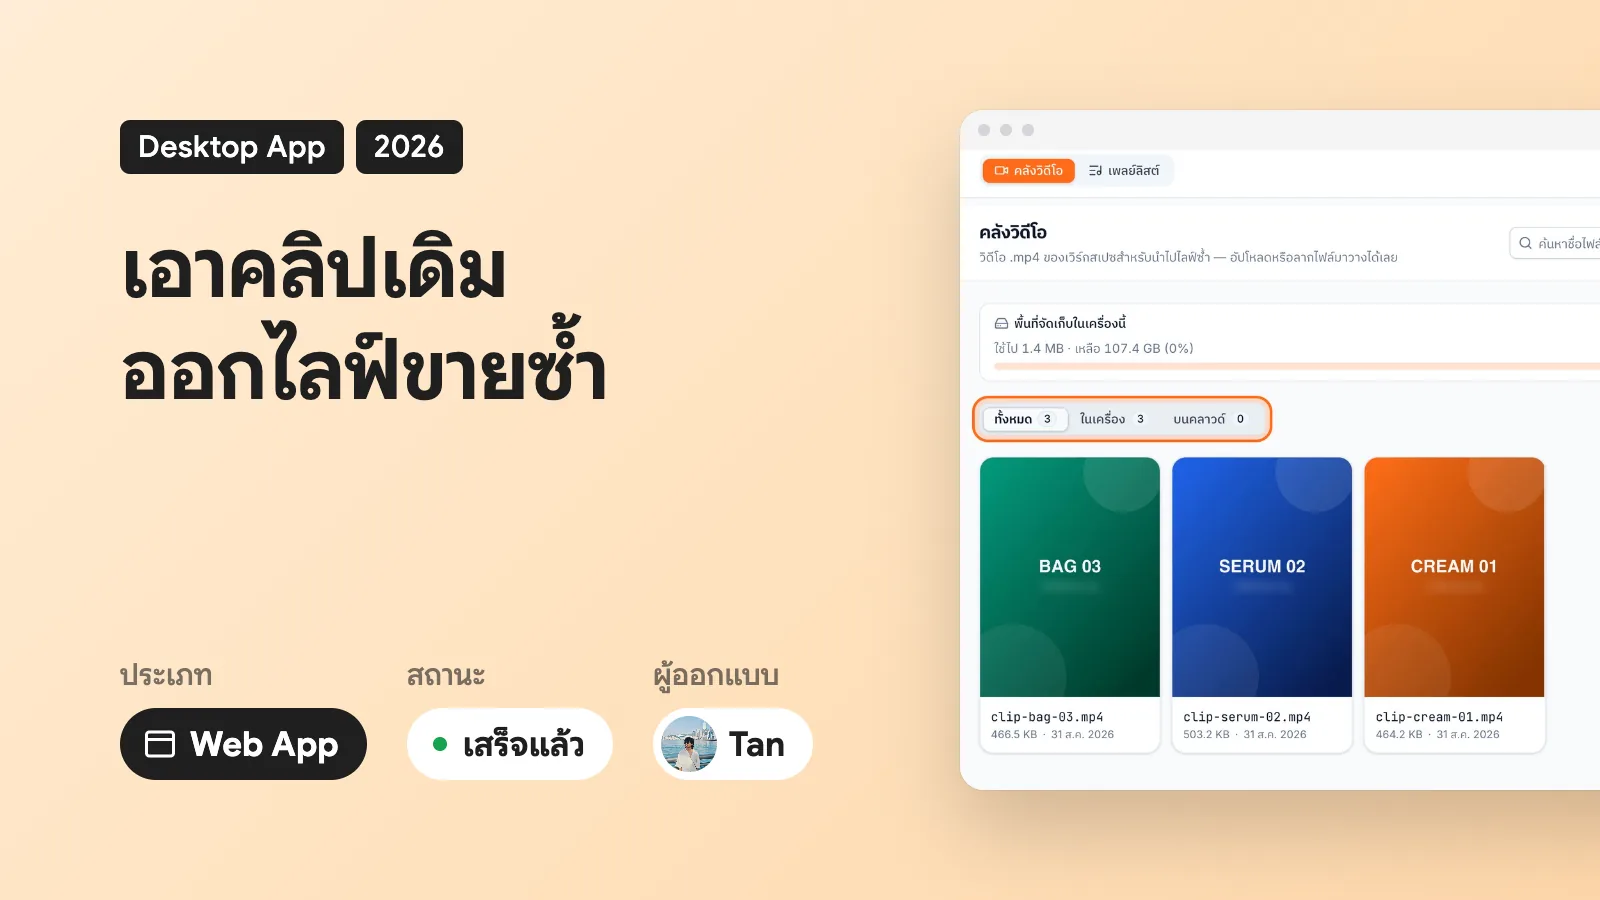 Desktop App 2026
เอาคลิปเดิม
ออกไลฟ์ขายซ้ำ
ประเภท สถานะ ผู้ออกแบบ
Web App เสร็จแล้ว Tan
คลังวิดีโอ เพลย์ลิสต์
คลังวิดีโอ
วิดีโอ .mp4 ของเวิร์กสเปซสำหรับนำไปไลฟ์ซ้ำ — อัปโหลดหรือลากไฟล์มาวางได้เลย
ค้นหาชื่อไฟล์
พื้นที่จัดเก็บในเครื่องนี้
ใช้ไป 1.4 MB · เหลือ 107.4 GB (0%)
ทั้งหมด 3 ในเครื่อง 3 บนคลาวด์ 0
BAG 03 SERUM 02 CREAM 01
clip-bag-03.mp4 clip-serum-02.mp4 clip-cream-01.mp4
466.5 KB · 31 ส.ค. 2026 503.2 KB · 31 ส.ค. 2026 464.2 KB · 31 ส.ค. 2026